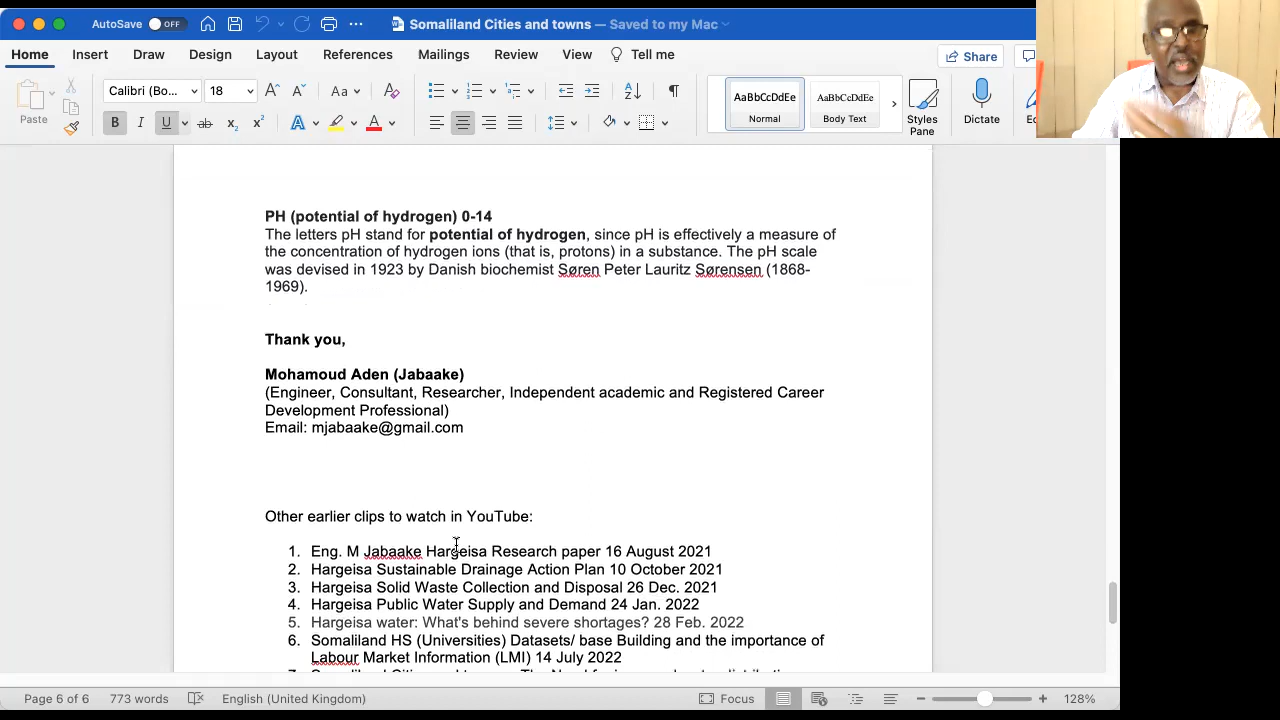 AutoSave OFF
Somaliland Cities and towns — Saved to my Mac
Home Insert Draw Design Layout References Mailings Review View Tell me
Share
Paste
Calibri (Bo... 18
AaBbCcDdEe AaBbCcDdEe
Normal Body Text
Styles Pane
Dictate
PH (potential of hydrogen) 0-14
The letters pH stand for potential of hydrogen, since pH is effectively a measure of
the concentration of hydrogen ions (that is, protons) in a substance. The pH scale
was devised in 1923 by Danish biochemist Søren Peter Lauritz Sørensen (1868-
1969).
Thank you,
Mohamoud Aden (Jabaake)
(Engineer, Consultant, Researcher, Independent academic and Registered Career
Development Professional)
Email: mjabaake@gmail.com
Other earlier clips to watch in YouTube:
1. Eng. M Jabaake Hargeisa Research paper 16 August 2021
2. Hargeisa Sustainable Drainage Action Plan 10 October 2021
3. Hargeisa Solid Waste Collection and Disposal 26 Dec. 2021
4. Hargeisa Public Water Supply and Demand 24 Jan. 2022
5. Hargeisa water: What's behind severe shortages? 28 Feb. 2022
6. Somaliland HS (Universities) Datasets/ base Building and the importance of
Labour Market Information (LMI) 14 July 2022
Page 6 of 6 773 words English (United Kingdom) Focus 128%